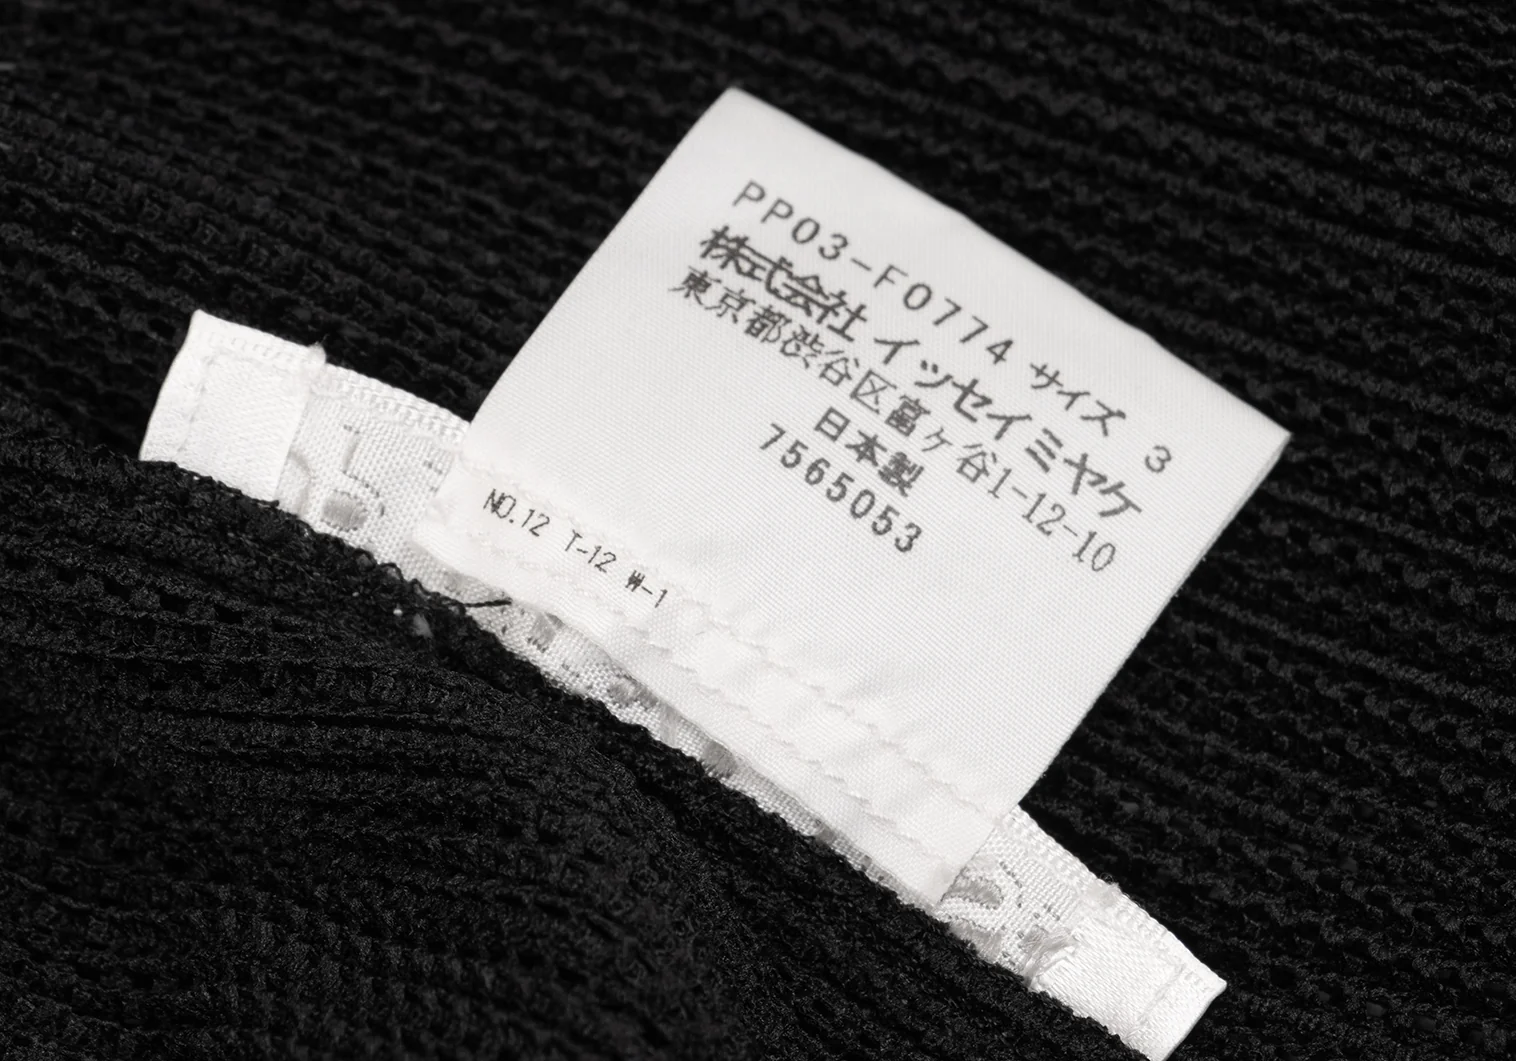 PP03-F0774 サイズ 3
株式会社 イッセイミヤケ
東京都渋谷区富ヶ谷1-12-10
日本製
7565053
NO.12 T-12 W-1